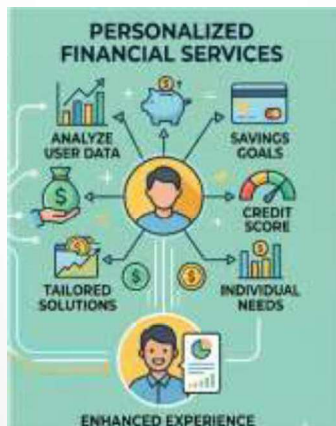 PERSONALIZED
FINANCIAL SERVICES
ANALYZE
USER DATA
SAVINGS
GOALS
CREDIT
SCORE
TAILORED
SOLUTIONS
INDIVIDUAL
NEEDS
ENHANCED EXPERIENCE